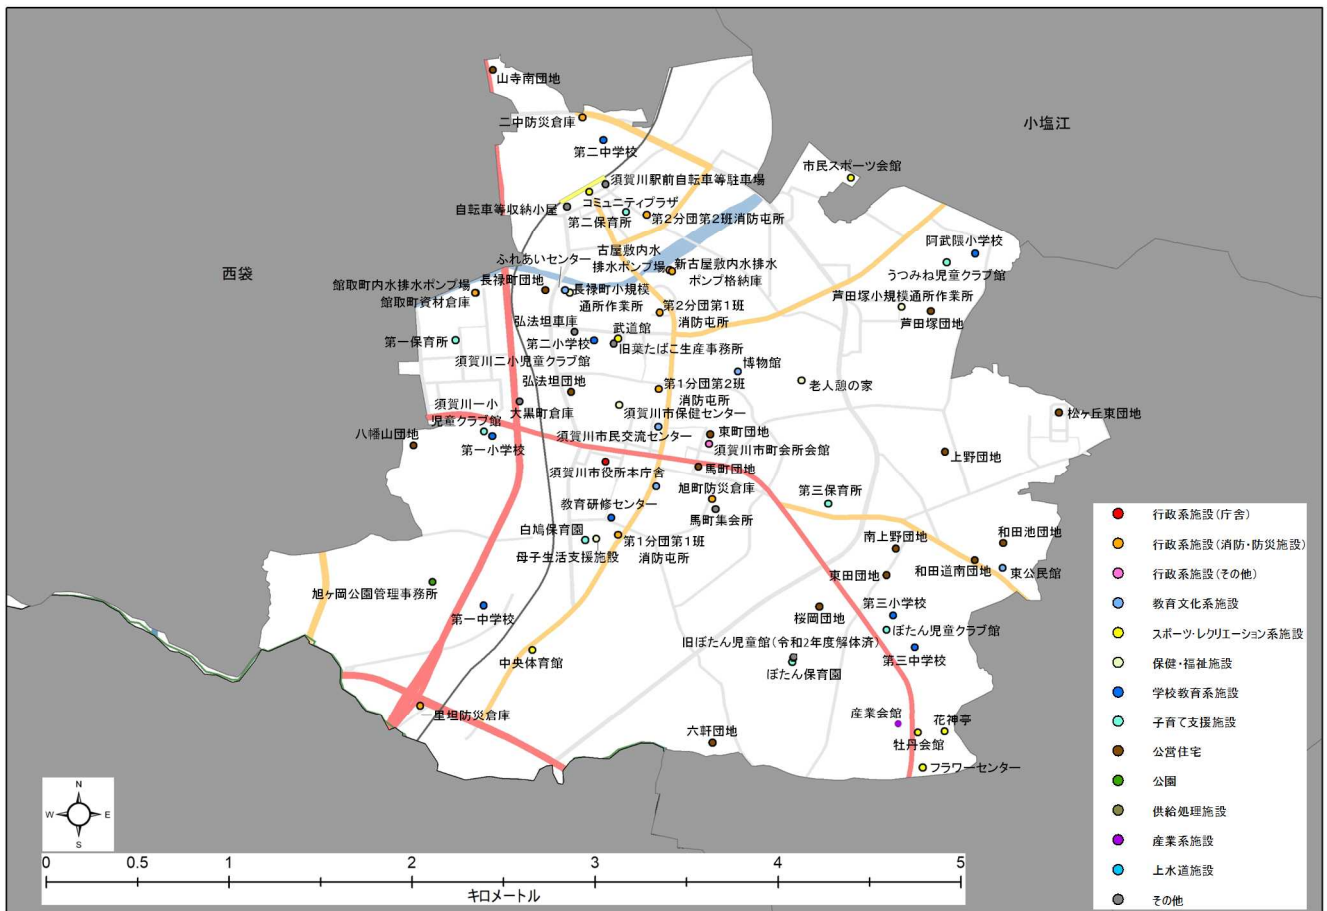 山寺南団地
二中防災倉庫
第二中学校
小塩江
市民スポーツ会館
須賀川駅前自転車等駐車場
コミュニティプラザ
自転車等収納小屋
第二保育所
第2分団第2班消防屯所
阿武隈小学校
うつみね児童クラブ館
古屋敷内水
排水ポンプ場
新古屋敷内水排水
ポンプ格納庫
ふれあいセンター
西袋
館取町内水排水ポンプ場
館取町資材倉庫
長禄町団地
長禄町小規模
通所作業所
芦田塚小規模通所作業所
芦田塚団地
第2分団第1班
消防屯所
弘法坦車庫
武道館
第一保育所
第二小学校
旧葉たばこ生産事務所
須賀川二小児童クラブ館
博物館
弘法坦団地
第1分団第2班
消防屯所
老人憩の家
須賀川一小
児童クラブ館
大黒町倉庫
須賀川市保健センター
松ヶ丘東団地
八幡山団地
第一小学校
須賀川市民交流センター
東町団地
須賀川市町会所会館
上野団地
須賀川市役所本庁舎
馬町団地
旭町防災倉庫
第三保育所
教育研修センター
馬町集会所
白鳩保育園
母子生活支援施設
第1分団第1班
消防屯所
南上野団地
和田池団地
東田団地
和田道南団地
東公民館
旭ヶ岡公園管理事務所
第一中学校
桜岡団地
第三小学校
ぼたん児童クラブ館
旧ぼたん児童館(令和2年度解体済)
第三中学校
中央体育館
ぼたん保育園
一里坦防災倉庫
産業会館
花神亭
六軒団地
牡丹会館
フラワーセンター
行政系施設(庁舎)
行政系施設(消防・防災施設)
行政系施設(その他)
教育文化系施設
スポーツ・レクリエーション系施設
保健・福祉施設
学校教育系施設
子育て支援施設
公営住宅
公園
供給処理施設
産業系施設
上水道施設
その他
N
W
E
S
0 0.5 1 2 3 4 5
キロメートル